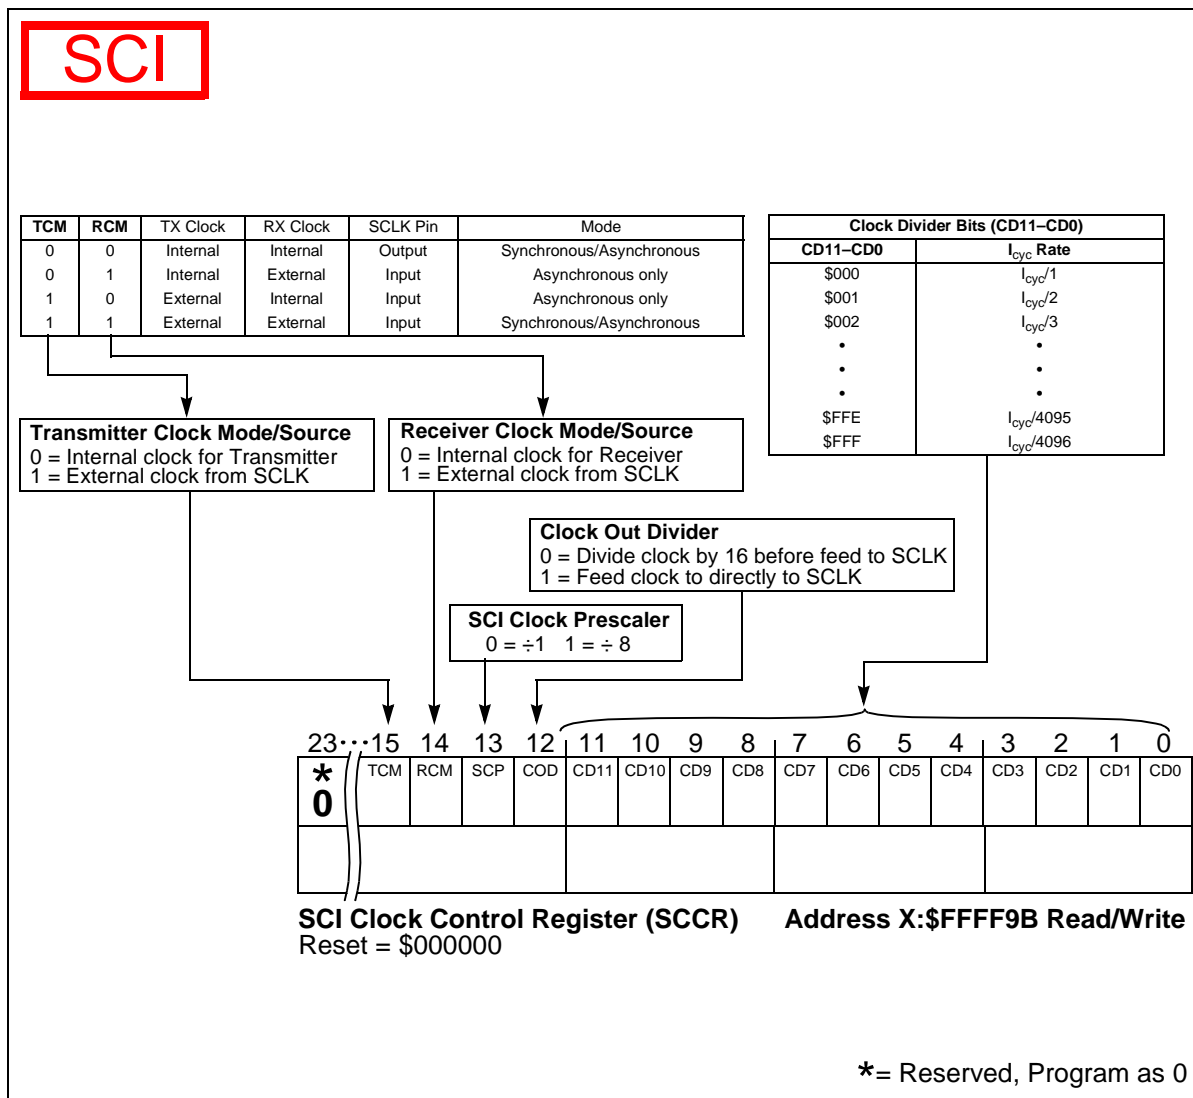 SCI
TCM RCM TX Clock RX Clock SCLK Pin Mode
0 0 Internal Internal Output Synchronous/Asynchronous
0 1 Internal External Input Asynchronous only
1 0 External Internal Input Asynchronous only
1 1 External External Input Synchronous/Asynchronous
Clock Divider Bits (CD11–CD0)
CD11–CD0 Icyc Rate
$000 Icyc/1
$001 Icyc/2
$002 Icyc/3
• •
• •
• •
$FFE Icyc/4095
$FFF Icyc/4096
Transmitter Clock Mode/Source
0 = Internal clock for Transmitter
1 = External clock from SCLK
Receiver Clock Mode/Source
0 = Internal clock for Receiver
1 = External clock from SCLK
Clock Out Divider
0 = Divide clock by 16 before feed to SCLK
1 = Feed clock to directly to SCLK
SCI Clock Prescaler
0 = ÷1 1 = ÷ 8
23 ••• 15 14 13 12 11 10 9 8 7 6 5 4 3 2 1 0
* TCM RCM SCP COD CD11 CD10 CD9 CD8 CD7 CD6 CD5 CD4 CD3 CD2 CD1 CD0
0
SCI Clock Control Register (SCCR) Address X:$FFFF9B Read/Write
Reset = $000000
* = Reserved, Program as 0